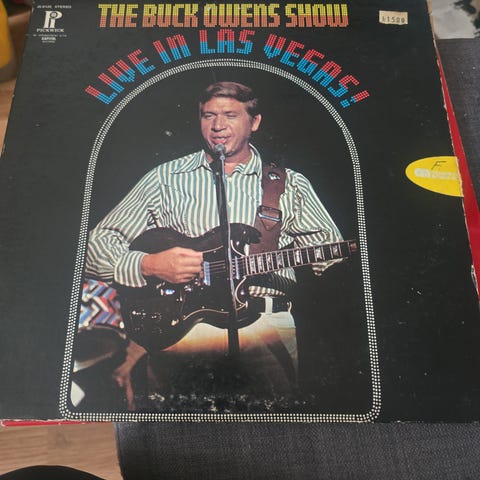 THE BUCK OWENS SHOW
LIVE IN LAS VEGAS!
STEREO
P
PICKWICK